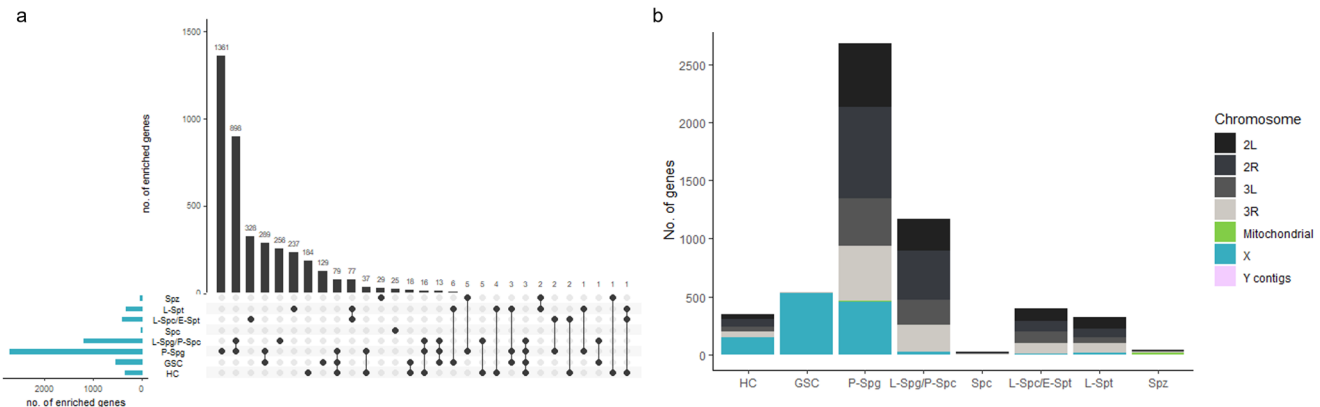 a
b
no. of enriched genes
1500
1000
500
0
1361
898
328
289
256
237
184
129
79
77
37
29
25
18
16
13
6
5
5
4
3
3
2
2
2
1
1
1
1
Spz
L-Spt
L-Spc/E-Spt
Spc
L-Spg/P-Spc
P-Spg
GSC
HC
2000
1000
0
no. of enriched genes
No. of genes
2500
2000
1500
1000
500
0
HC
GSC
P-Spg
L-Spg/P-Spc
Spc
L-Spc/E-Spt
L-Spt
Spz
Chromosome
2L
2R
3L
3R
Mitochondrial
X
Y contigs